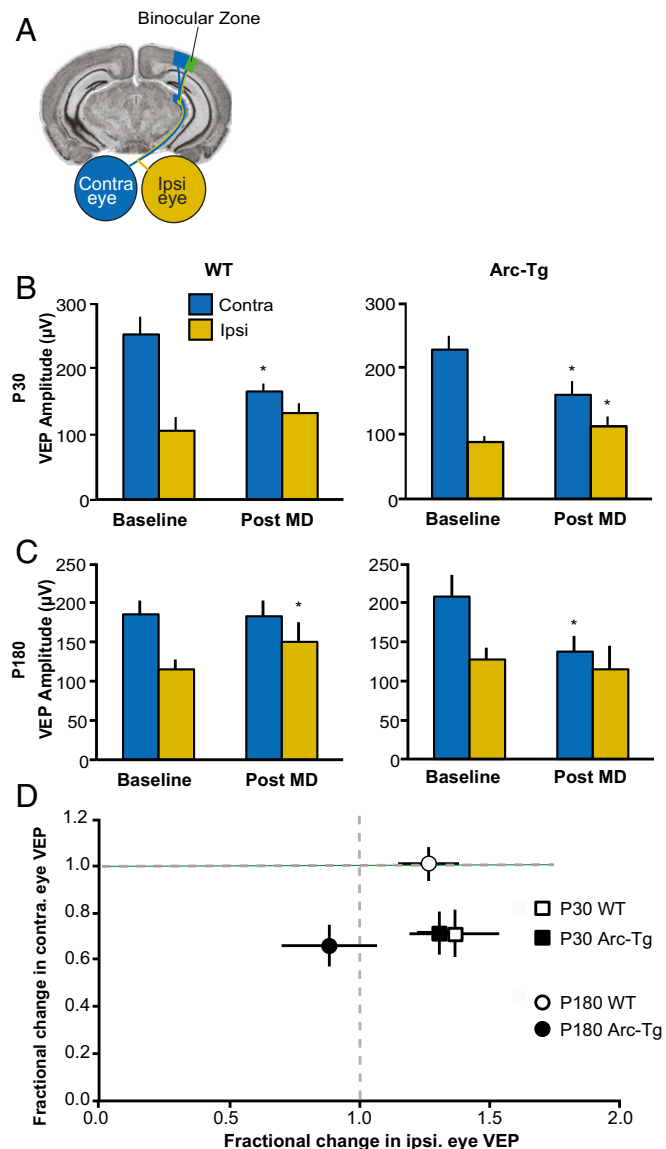 A
Binocular Zone
Contra
eye
Ipsi
eye
B
WT
Arc-Tg
P30
VEP Amplitude (µV)
300
200
100
0
Contra
Ipsi
*
Baseline
Post MD
300
200
100
0
*
*
Baseline
Post MD
C
P180
VEP Amplitude (µV)
250
200
150
100
50
0
*
Baseline
Post MD
250
200
150
100
50
0
*
Baseline
Post MD
D
Fractional change in contra. eye VEP
1.2
1.0
0.8
0.6
0.4
0.2
0.0
0.0
0.5
1.0
1.5
2.0
Fractional change in ipsi. eye VEP
P30 WT
P30 Arc-Tg
P180 WT
P180 Arc-Tg